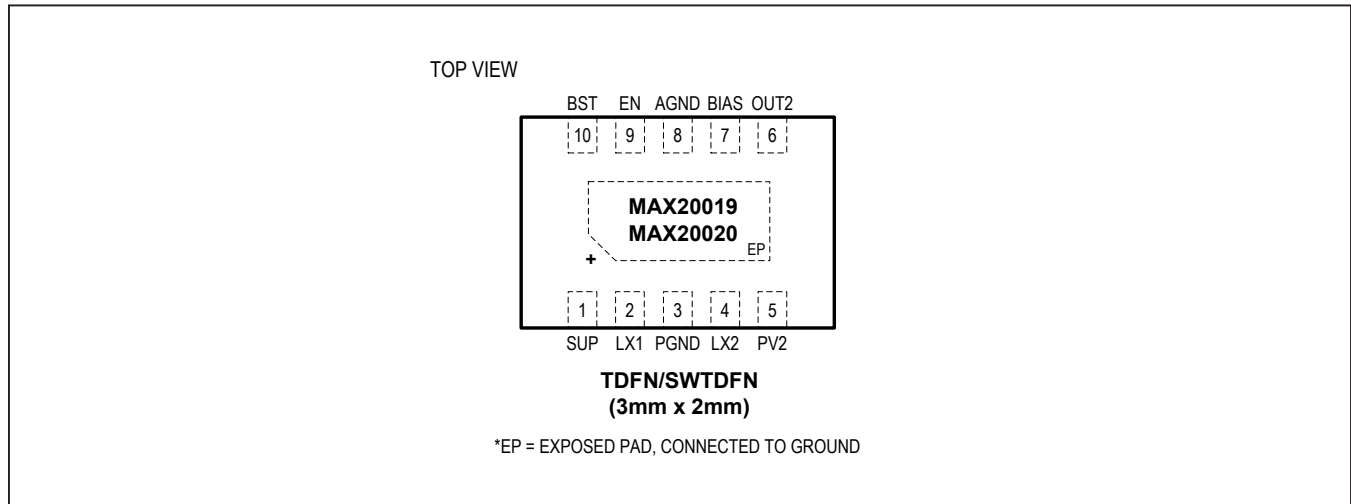 TOP VIEW
BST EN AGND BIAS OUT2
10 9 8 7 6
MAX20019
MAX20020
EP
+
1 2 3 4 5
SUP LX1 PGND LX2 PV2
TDFN/SWTDFN
(3mm x 2mm)
*EP = EXPOSED PAD, CONNECTED TO GROUND